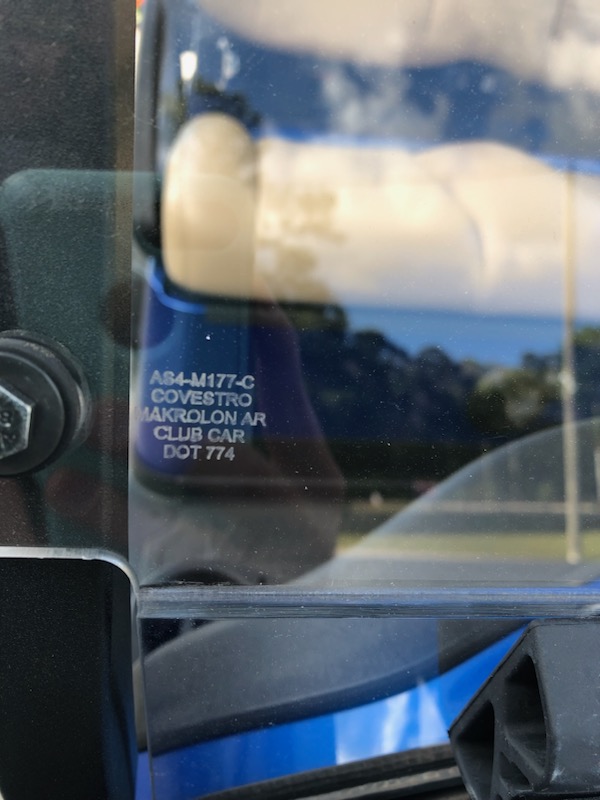 AS4-M177-C
COVESTRO
MAKROLON AR
CLUB CAR
DOT 774